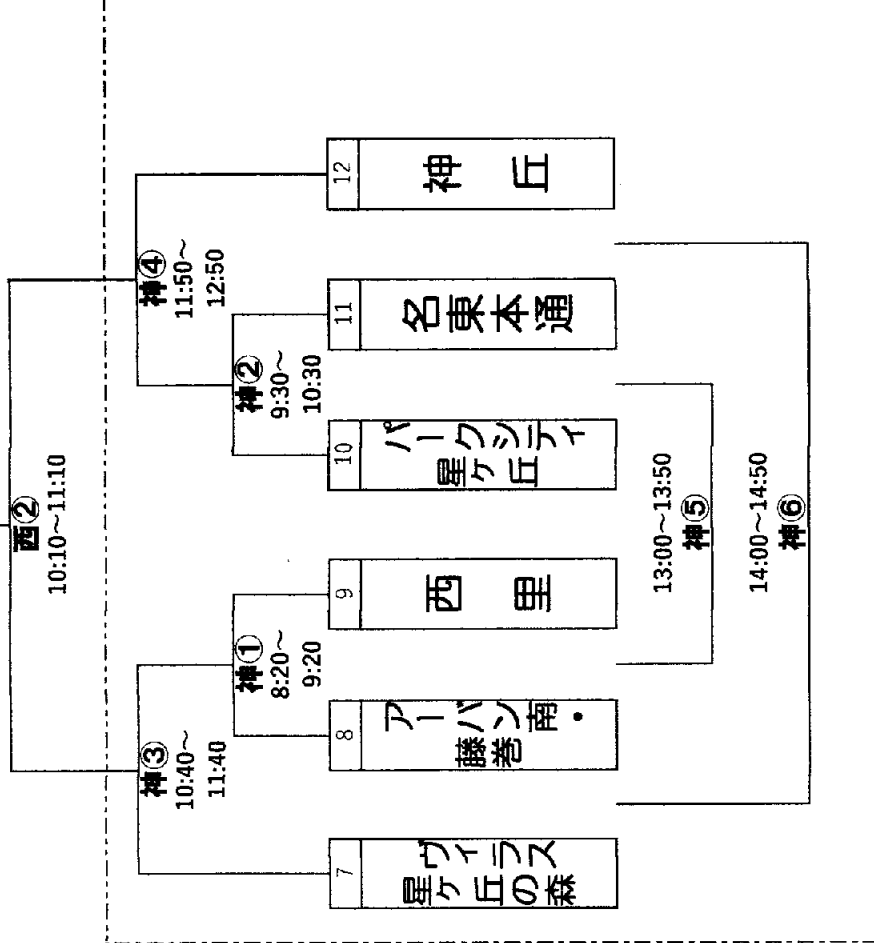 西②
10:10～11:10
神③
10:40～
11:40
神④
11:50～
12:50
神①
8:20～
9:20
神②
9:30～
10:30
7
ヴィラス
星ヶ丘の森
8
アーバン南・
藤巻
9
西里
10
パークシティ
星ヶ丘
11
名東本通
12
神丘
13:00～13:50
神⑤
14:00～14:50
神⑥